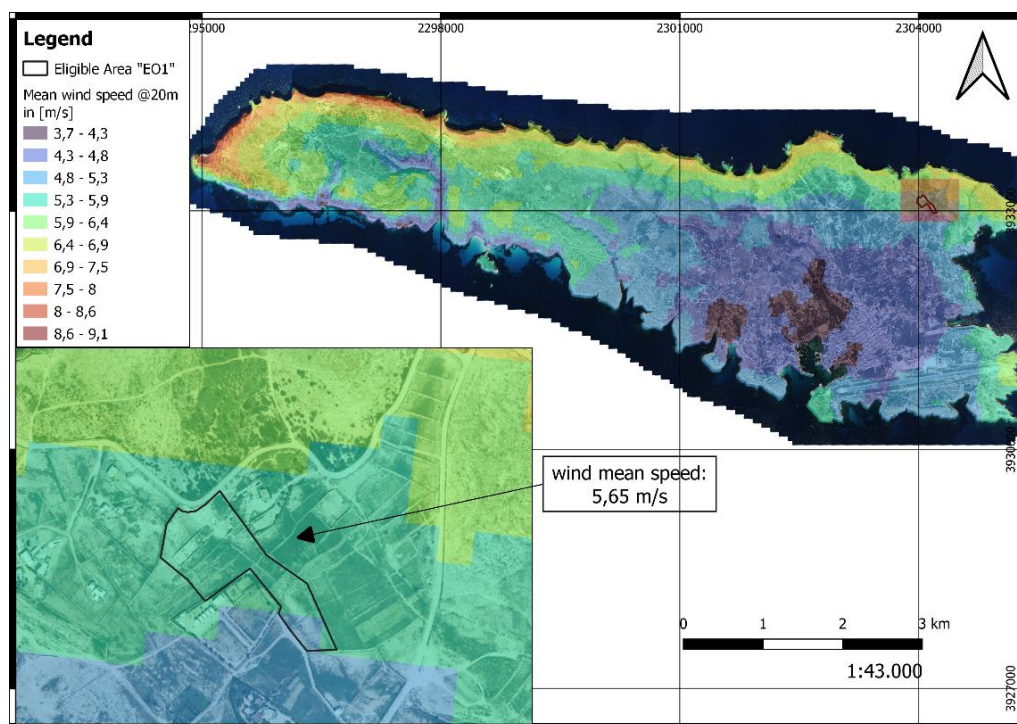 295000
2298000
2301000
2304000
Legend
Eligible Area "EO1"
Mean wind speed @20m
in [m/s]
3,7 - 4,3
4,3 - 4,8
4,8 - 5,3
5,3 - 5,9
5,9 - 6,4
6,4 - 6,9
6,9 - 7,5
7,5 - 8
8 - 8,6
8,6 - 9,1
wind mean speed:
5,65 m/s
0 1 2 3 km
1:43.000
3933000
3930000
3927000